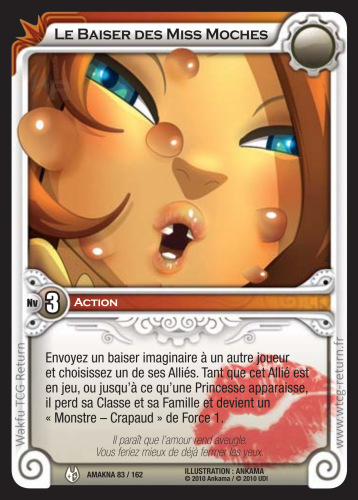 LE BAISER DES MISS MOCHES
Nv 3 ACTION
Envoyez un baiser imaginaire à un autre joueur
et choisissez un de ses Alliés. Tant que cet Allié est
en jeu, ou jusqu'à ce qu'une Princesse apparaisse,
il perd sa Classe et sa Famille et devient un
« Monstre – Crapaud » de Force 1.
Il paraît que l'amour rend aveugle.
Vous feriez mieux de déjà fermer les yeux.
AMAKNA 83 / 162
ILLUSTRATION : ANKAMA
© 2010 Ankama / © 2010 UDI
Wakfu TCG Return
www.wtcg-return.fr